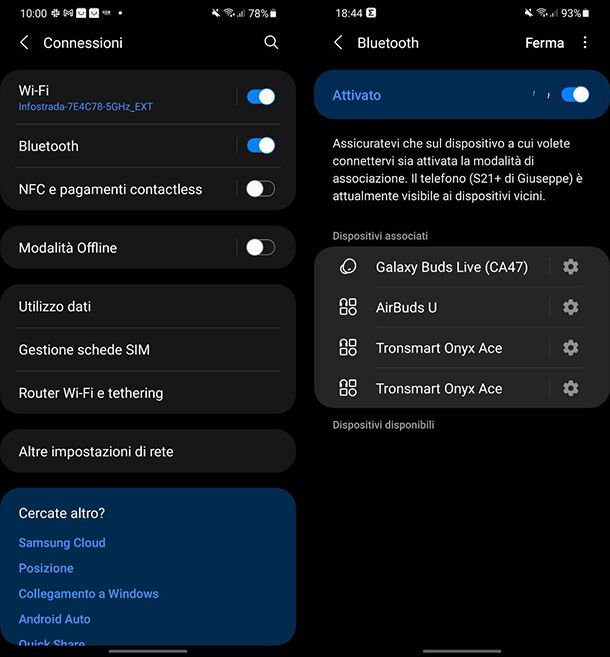 10:00
78%
Connessioni
Wi-Fi
Infostrada-7E4C78-5GHz_EXT
Bluetooth
NFC e pagamenti contactless
Modalità Offline
Utilizzo dati
Gestione schede SIM
Router Wi-Fi e tethering
Altre impostazioni di rete
Cercate altro?
Samsung Cloud
Posizione
Collegamento a Windows
Android Auto
Quick Share
18:44
93%
Bluetooth
Ferma
Attivato
Assicuratevi che sul dispositivo a cui volete
connettervi sia attivata la modalità di
associazione. Il telefono (S21+ di Giuseppe) è
attualmente visibile ai dispositivi vicini.
Dispositivi associati
Galaxy Buds Live (CA47)
AirBuds U
Tronsmart Onyx Ace
Tronsmart Onyx Ace
Dispositivi disponibili